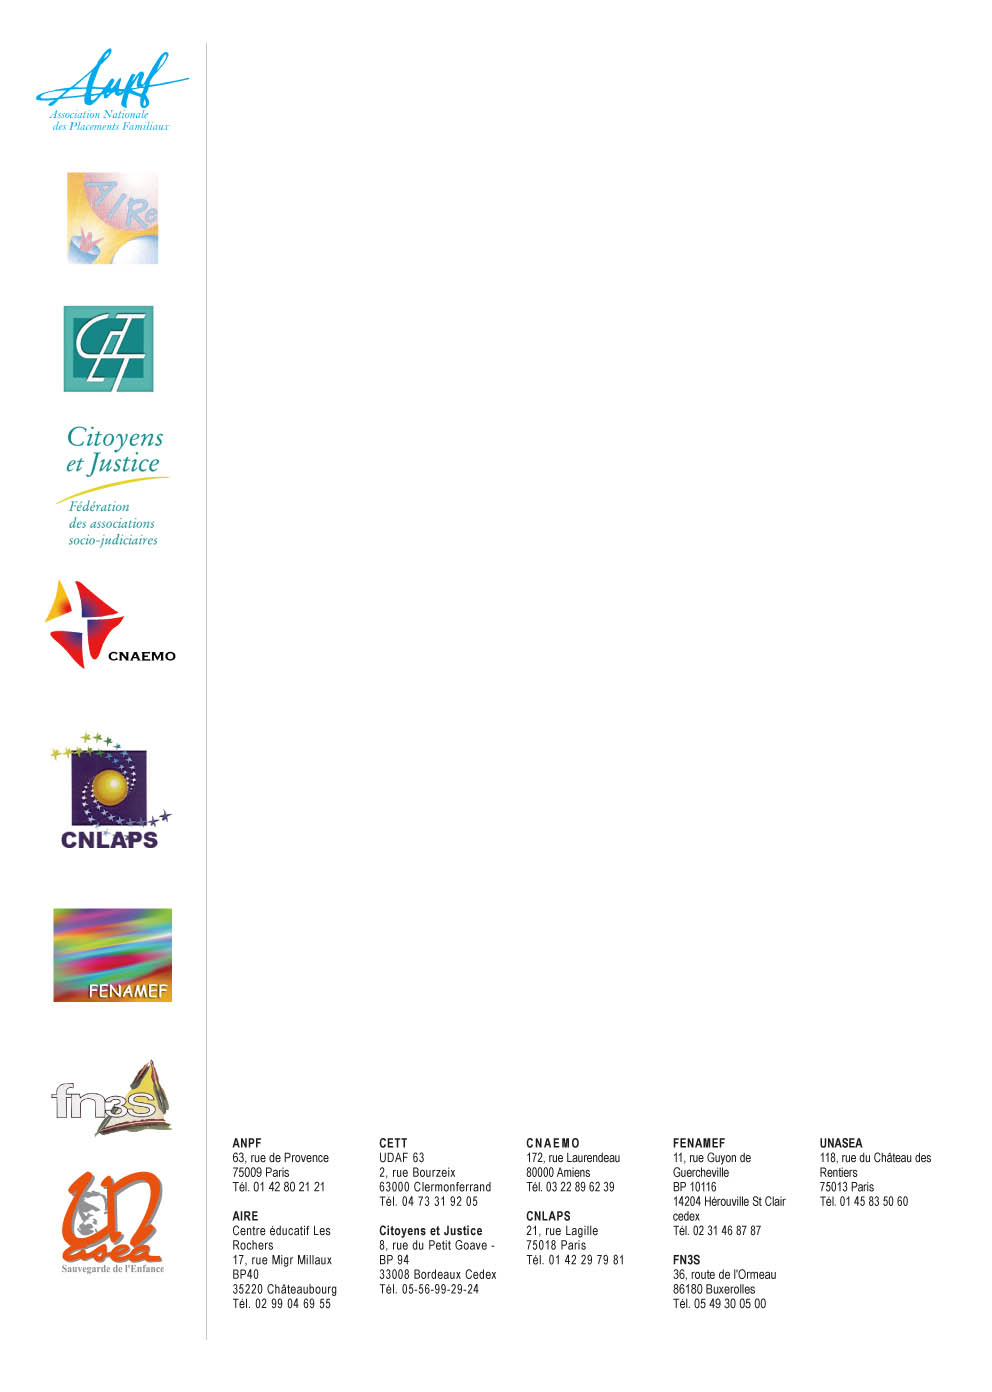 Anpf
Association Nationale
des Placements Familiaux
AIRe
CETT
Citoyens
et Justice
Fédération
des associations
socio-judiciaires
CNAEMO
CNLAPS
FENAMEF
fn3s
unasea
Sauvegarde de l'Enfance
ANPF
63, rue de Provence
75009 Paris
Tél. 01 42 80 21 21
AIRE
Centre éducatif Les
Rochers
17, rue Migr Millaux
BP40
35220 Châteaubourg
Tél. 02 99 04 69 55
CETT
UDAF 63
2, rue Bourzeix
63000 Clermonferrand
Tél. 04 73 31 92 05
Citoyens et Justice
8, rue du Petit Goave -
BP 94
33008 Bordeaux Cedex
Tél. 05-56-99-29-24
CNAEMO
172, rue Laurendeau
80000 Amiens
Tél. 03 22 89 62 39
CNLAPS
21, rue Lagille
75018 Paris
Tél. 01 42 29 79 81
FENAMEF
11, rue Guyon de
Guercheville
BP 10116
14204 Hérouville St Clair
cedex
Tél. 02 31 46 87 87
FN3S
36, route de l'Ormeau
86180 Buxerolles
Tél. 05 49 30 05 00
UNASEA
118, rue du Château des
Rentiers
75013 Paris
Tél. 01 45 83 50 60